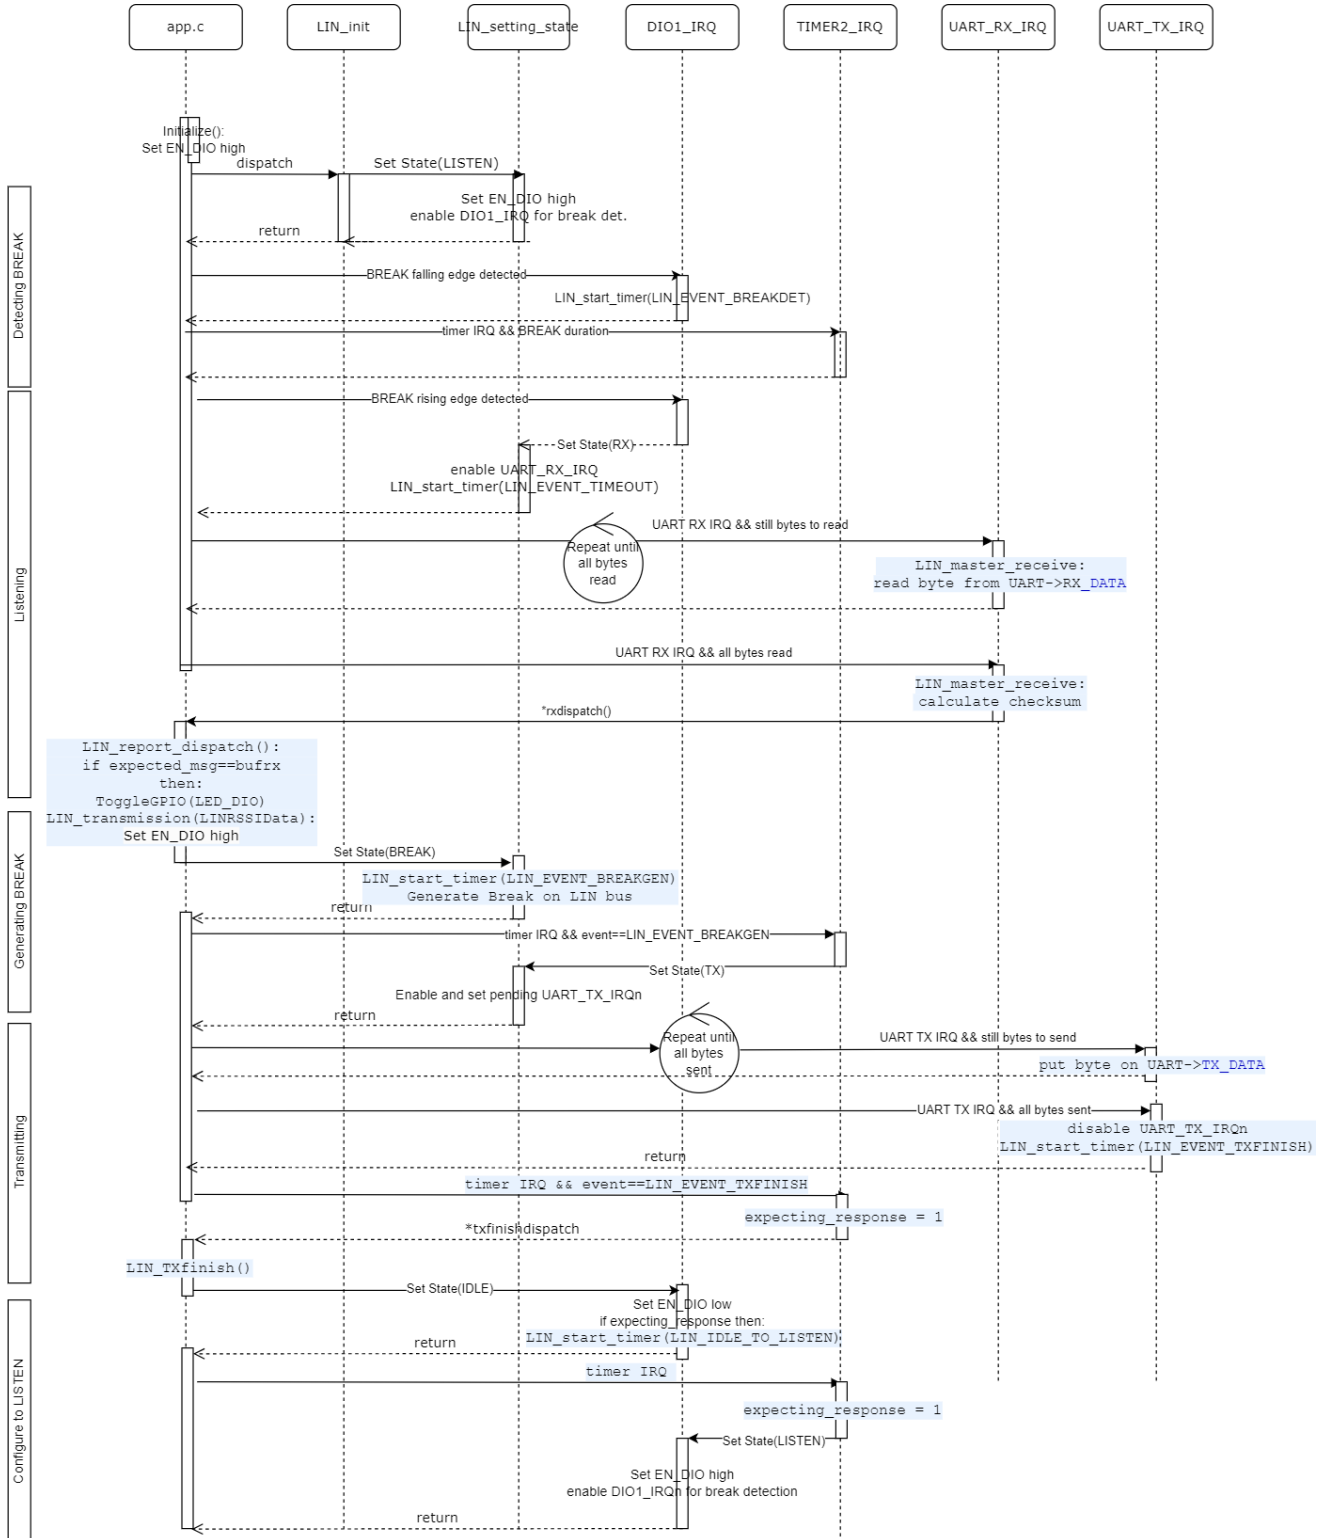 app.c
LIN_init
LIN_setting_state
DIO1_IRQ
TIMER2_IRQ
UART_RX_IRQ
UART_TX_IRQ
Initialize():
Set EN_DIO high
dispatch
Set State(LISTEN)
Set EN_DIO high
enable DIO1_IRQ for break det.
return
Detecting BREAK
BREAK falling edge detected
LIN_start_timer(LIN_EVENT_BREAKDET)
timer IRQ && BREAK duration
Listening
BREAK rising edge detected
Set State(RX)
enable UART_RX_IRQ
LIN_start_timer(LIN_EVENT_TIMEOUT)
UART RX IRQ && still bytes to read
Repeat until
all bytes
read
LIN_master_receive:
read byte from UART->RX_DATA
UART RX IRQ && all bytes read
LIN_master_receive:
calculate checksum
*rxdispatch()
LIN_report_dispatch():
if expected_msg==bufrx
then:
ToggleGPIO(LED_DIO)
LIN_transmission(LINRSSIData):
Set EN_DIO high
Generating BREAK
Set State(BREAK)
LIN_start_timer(LIN_EVENT_BREAKGEN)
Generate Break on LIN bus
return
timer IRQ && event==LIN_EVENT_BREAKGEN
Set State(TX)
Enable and set pending UART_TX_IRQn
return
Transmitting
Repeat until
all bytes
sent
UART TX IRQ && still bytes to send
put byte on UART->TX_DATA
UART TX IRQ && all bytes sent
disable UART_TX_IRQn
LIN_start_timer(LIN_EVENT_TXFINISH)
return
timer IRQ && event==LIN_EVENT_TXFINISH
expecting_response = 1
*txfinishdispatch
LIN_TXfinish()
Set State(IDLE)
Configure to LISTEN
Set EN_DIO low
if expecting_response then:
LIN_start_timer(LIN_IDLE_TO_LISTEN)
return
timer IRQ
expecting_response = 1
Set State(LISTEN)
Set EN_DIO high
enable DIO1_IRQn for break detection
return